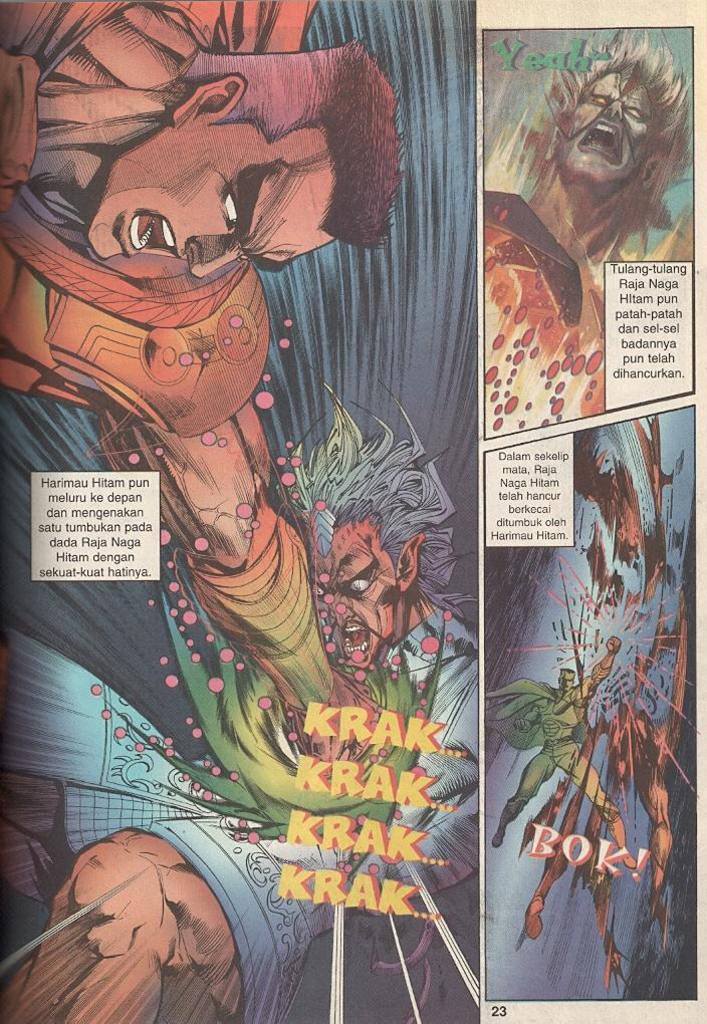 Harimau Hitam pun
meluru ke depan
dan mengenakan
satu tumbukan pada
dada Raja Naga
Hitam dengan
sekuat-kuat hatinya.
KRAK...
KRAK...
KRAK...
KRAK...
Yeah~
Tulang-tulang
Raja Naga
HItam pun
patah-patah
dan sel-sel
badannya
pun telah
dihancurkan.
Dalam sekelip
mata, Raja
Naga Hitam
telah hancur
berkecai
ditumbuk oleh
Harimau Hitam.
BOK!
23